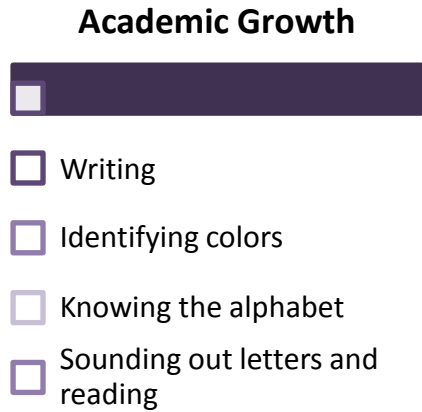 Academic Growth
Writing
Identifying colors
Knowing the alphabet
Sounding out letters and
reading